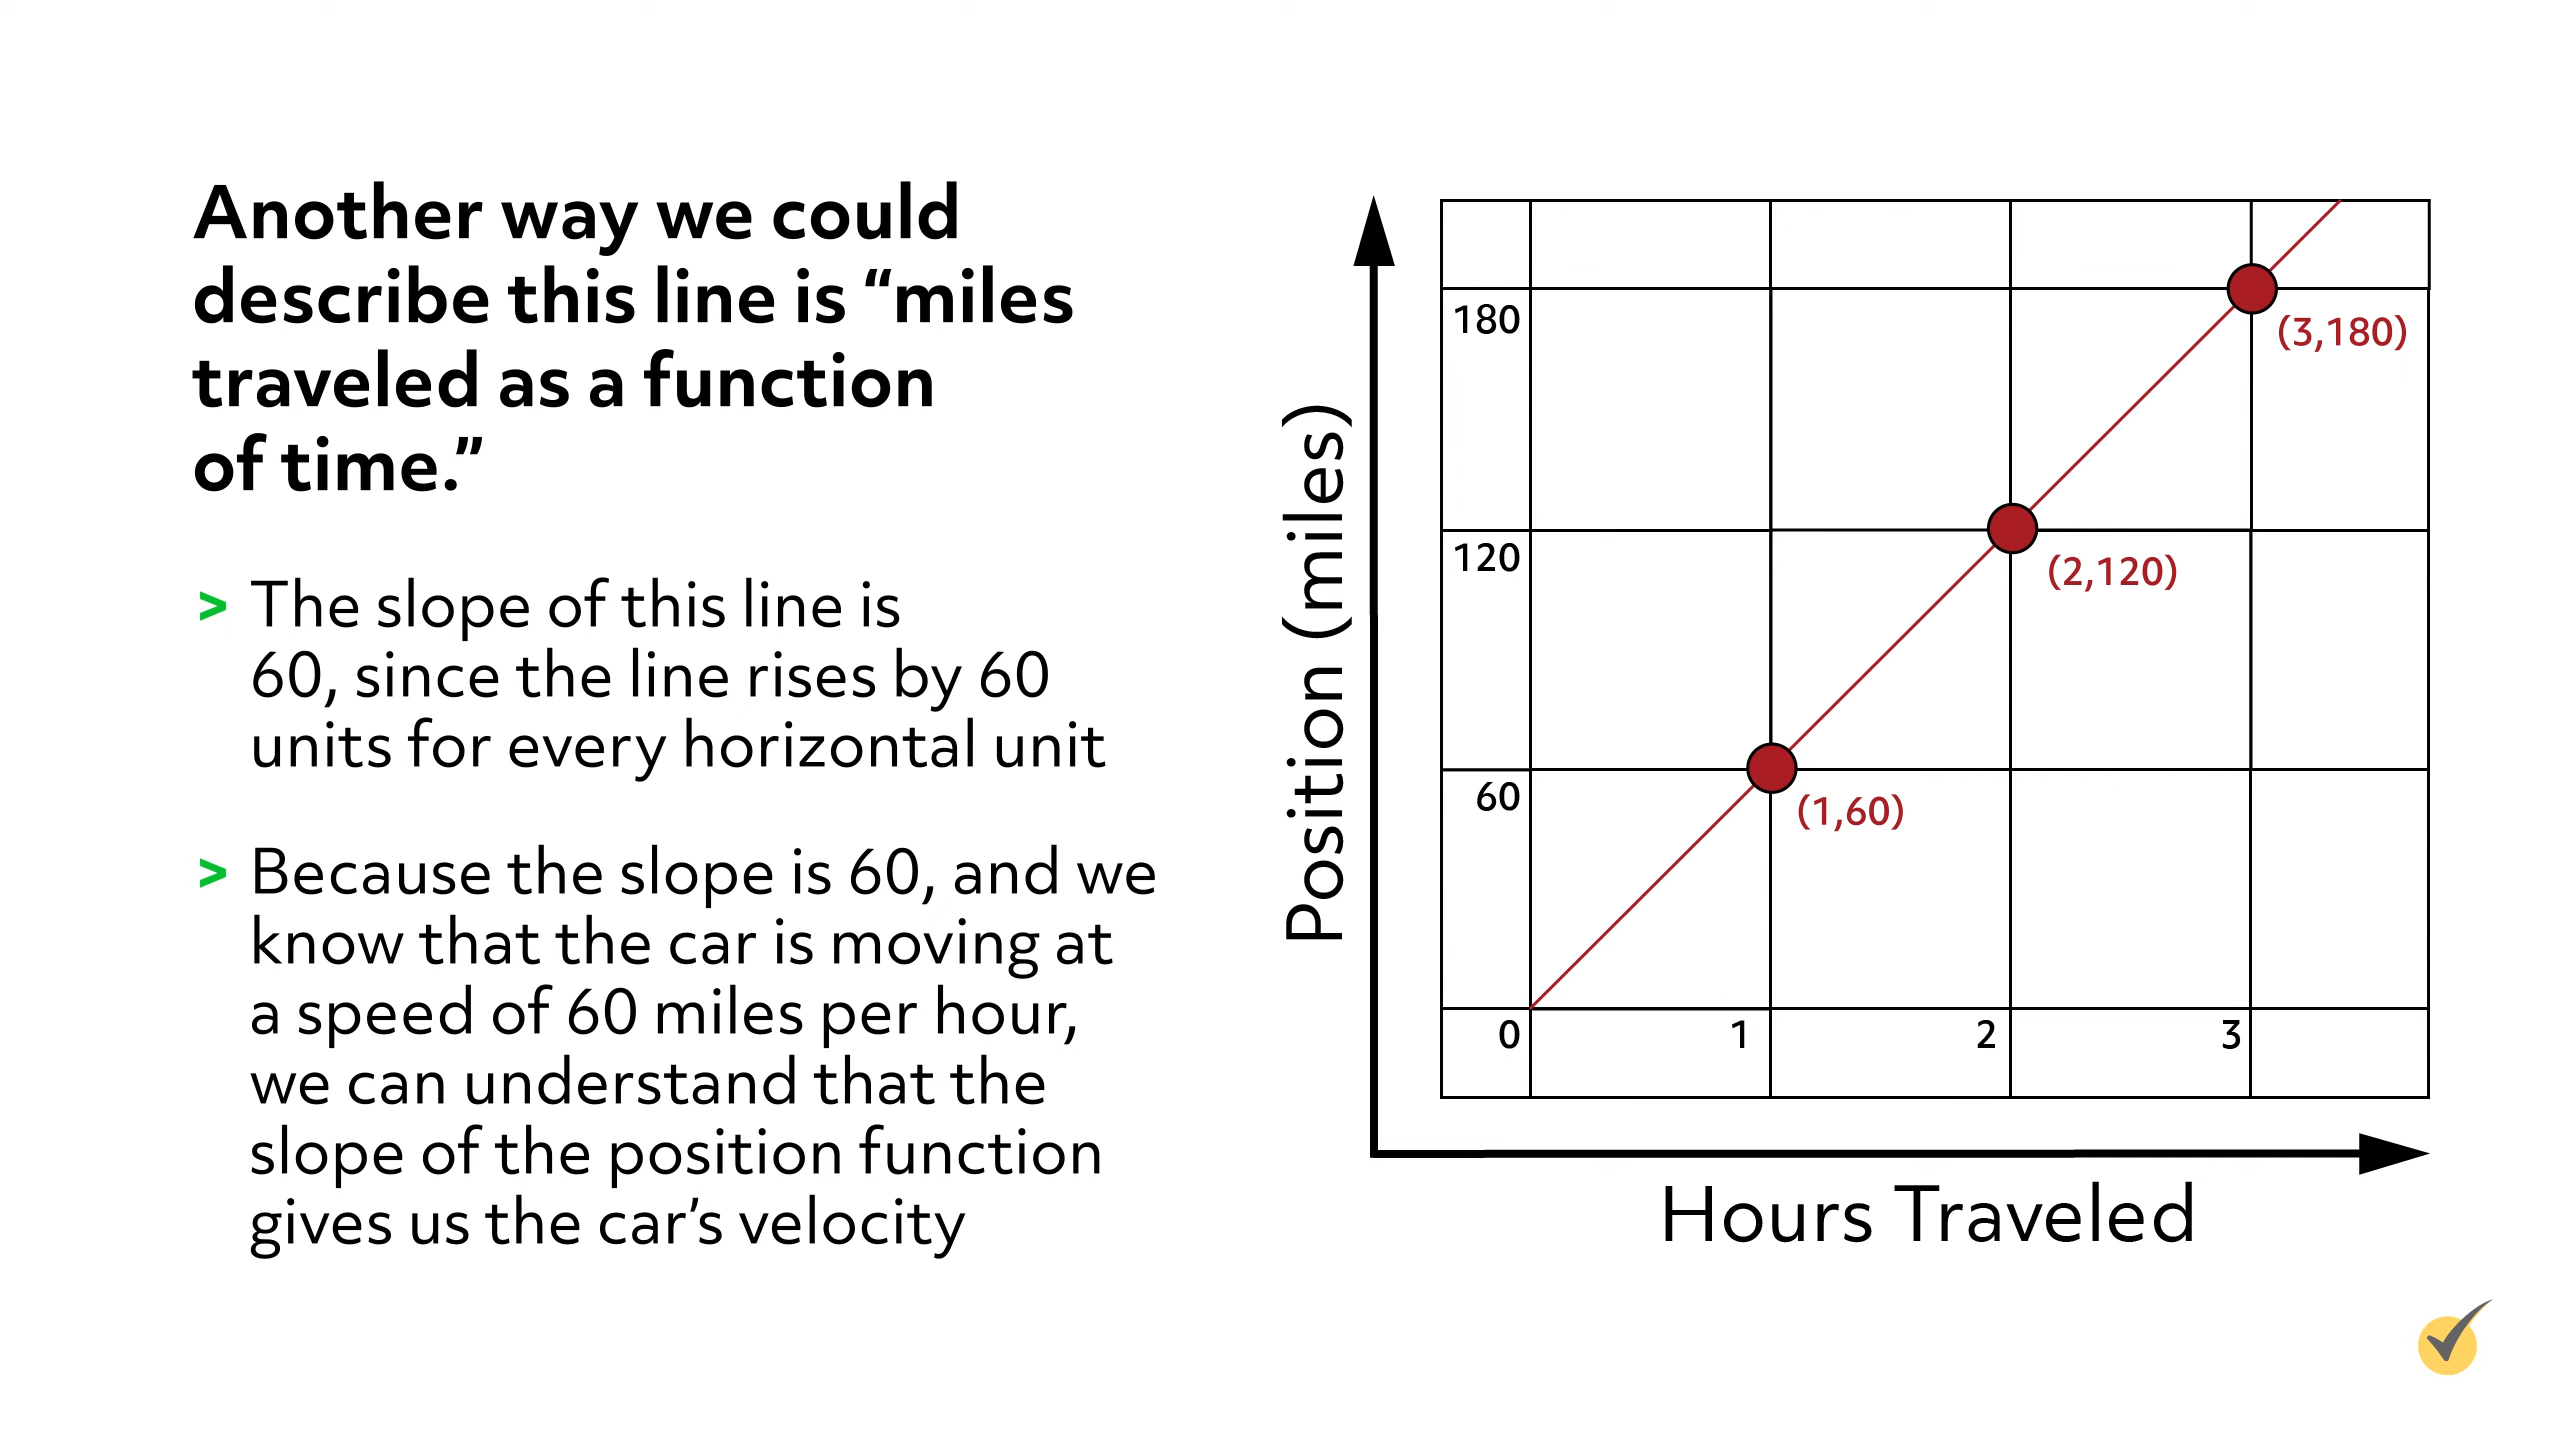 Another way we could
describe this line is “miles
traveled as a function
of time.”
> The slope of this line is
60, since the line rises by 60
units for every horizontal unit
> Because the slope is 60, and we
know that the car is moving at
a speed of 60 miles per hour,
we can understand that the
slope of the position function
gives us the car’s velocity
Position (miles)
180
(3,180)
120
(2,120)
60
(1,60)
0 1 2 3
Hours Traveled